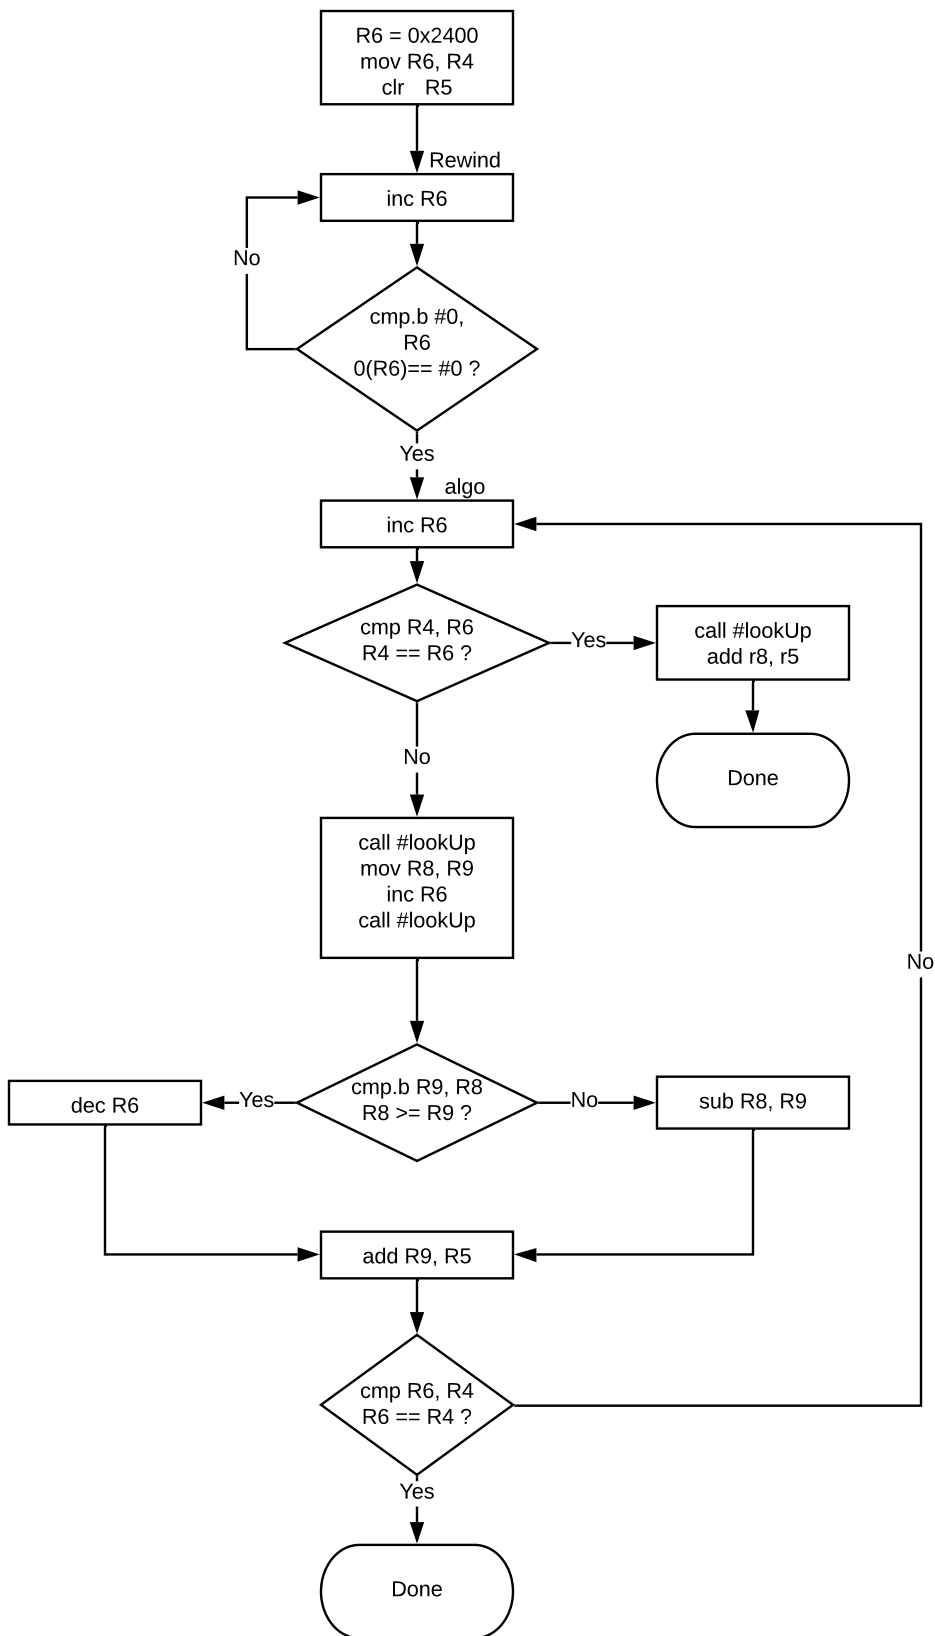 R6 = 0x2400
mov R6, R4
clr R5
Rewind
inc R6
No
cmp.b #0,
R6
0(R6)== #0 ?
Yes
algo
inc R6
cmp R4, R6
R4 == R6 ?
Yes
call #lookUp
add r8, r5
Done
No
call #lookUp
mov R8, R9
inc R6
call #lookUp
No
cmp.b R9, R8
R8 >= R9 ?
Yes
dec R6
No
sub R8, R9
add R9, R5
cmp R6, R4
R6 == R4 ?
Yes
Done